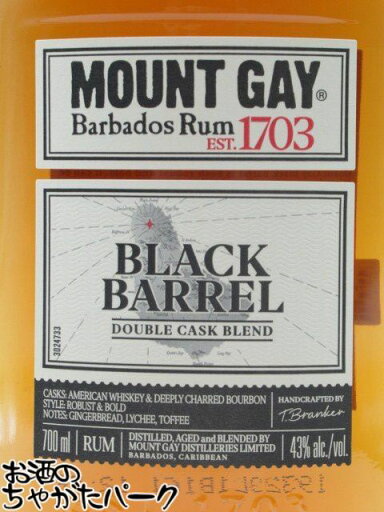 MOUNT GAY®
Barbados Rum
EST. 1703
BLACK
BARREL
DOUBLE CASK BLEND
3024733
CASKS: AMERICAN WHISKEY & DEEPLY CHARRED BOURBON
STYLE: ROBUST & BOLD
NOTES: GINGERBREAD, LYCHEE, TOFFEE
HANDCRAFTED BY
T.Branker
700 ml
RUM
DISTILLED, AGED and BLENDED BY
MOUNT GAY DISTILLERIES LIMITED
BARBADOS, CARIBBEAN
43% alc./vol.
お酒の
ちゃがたパーク